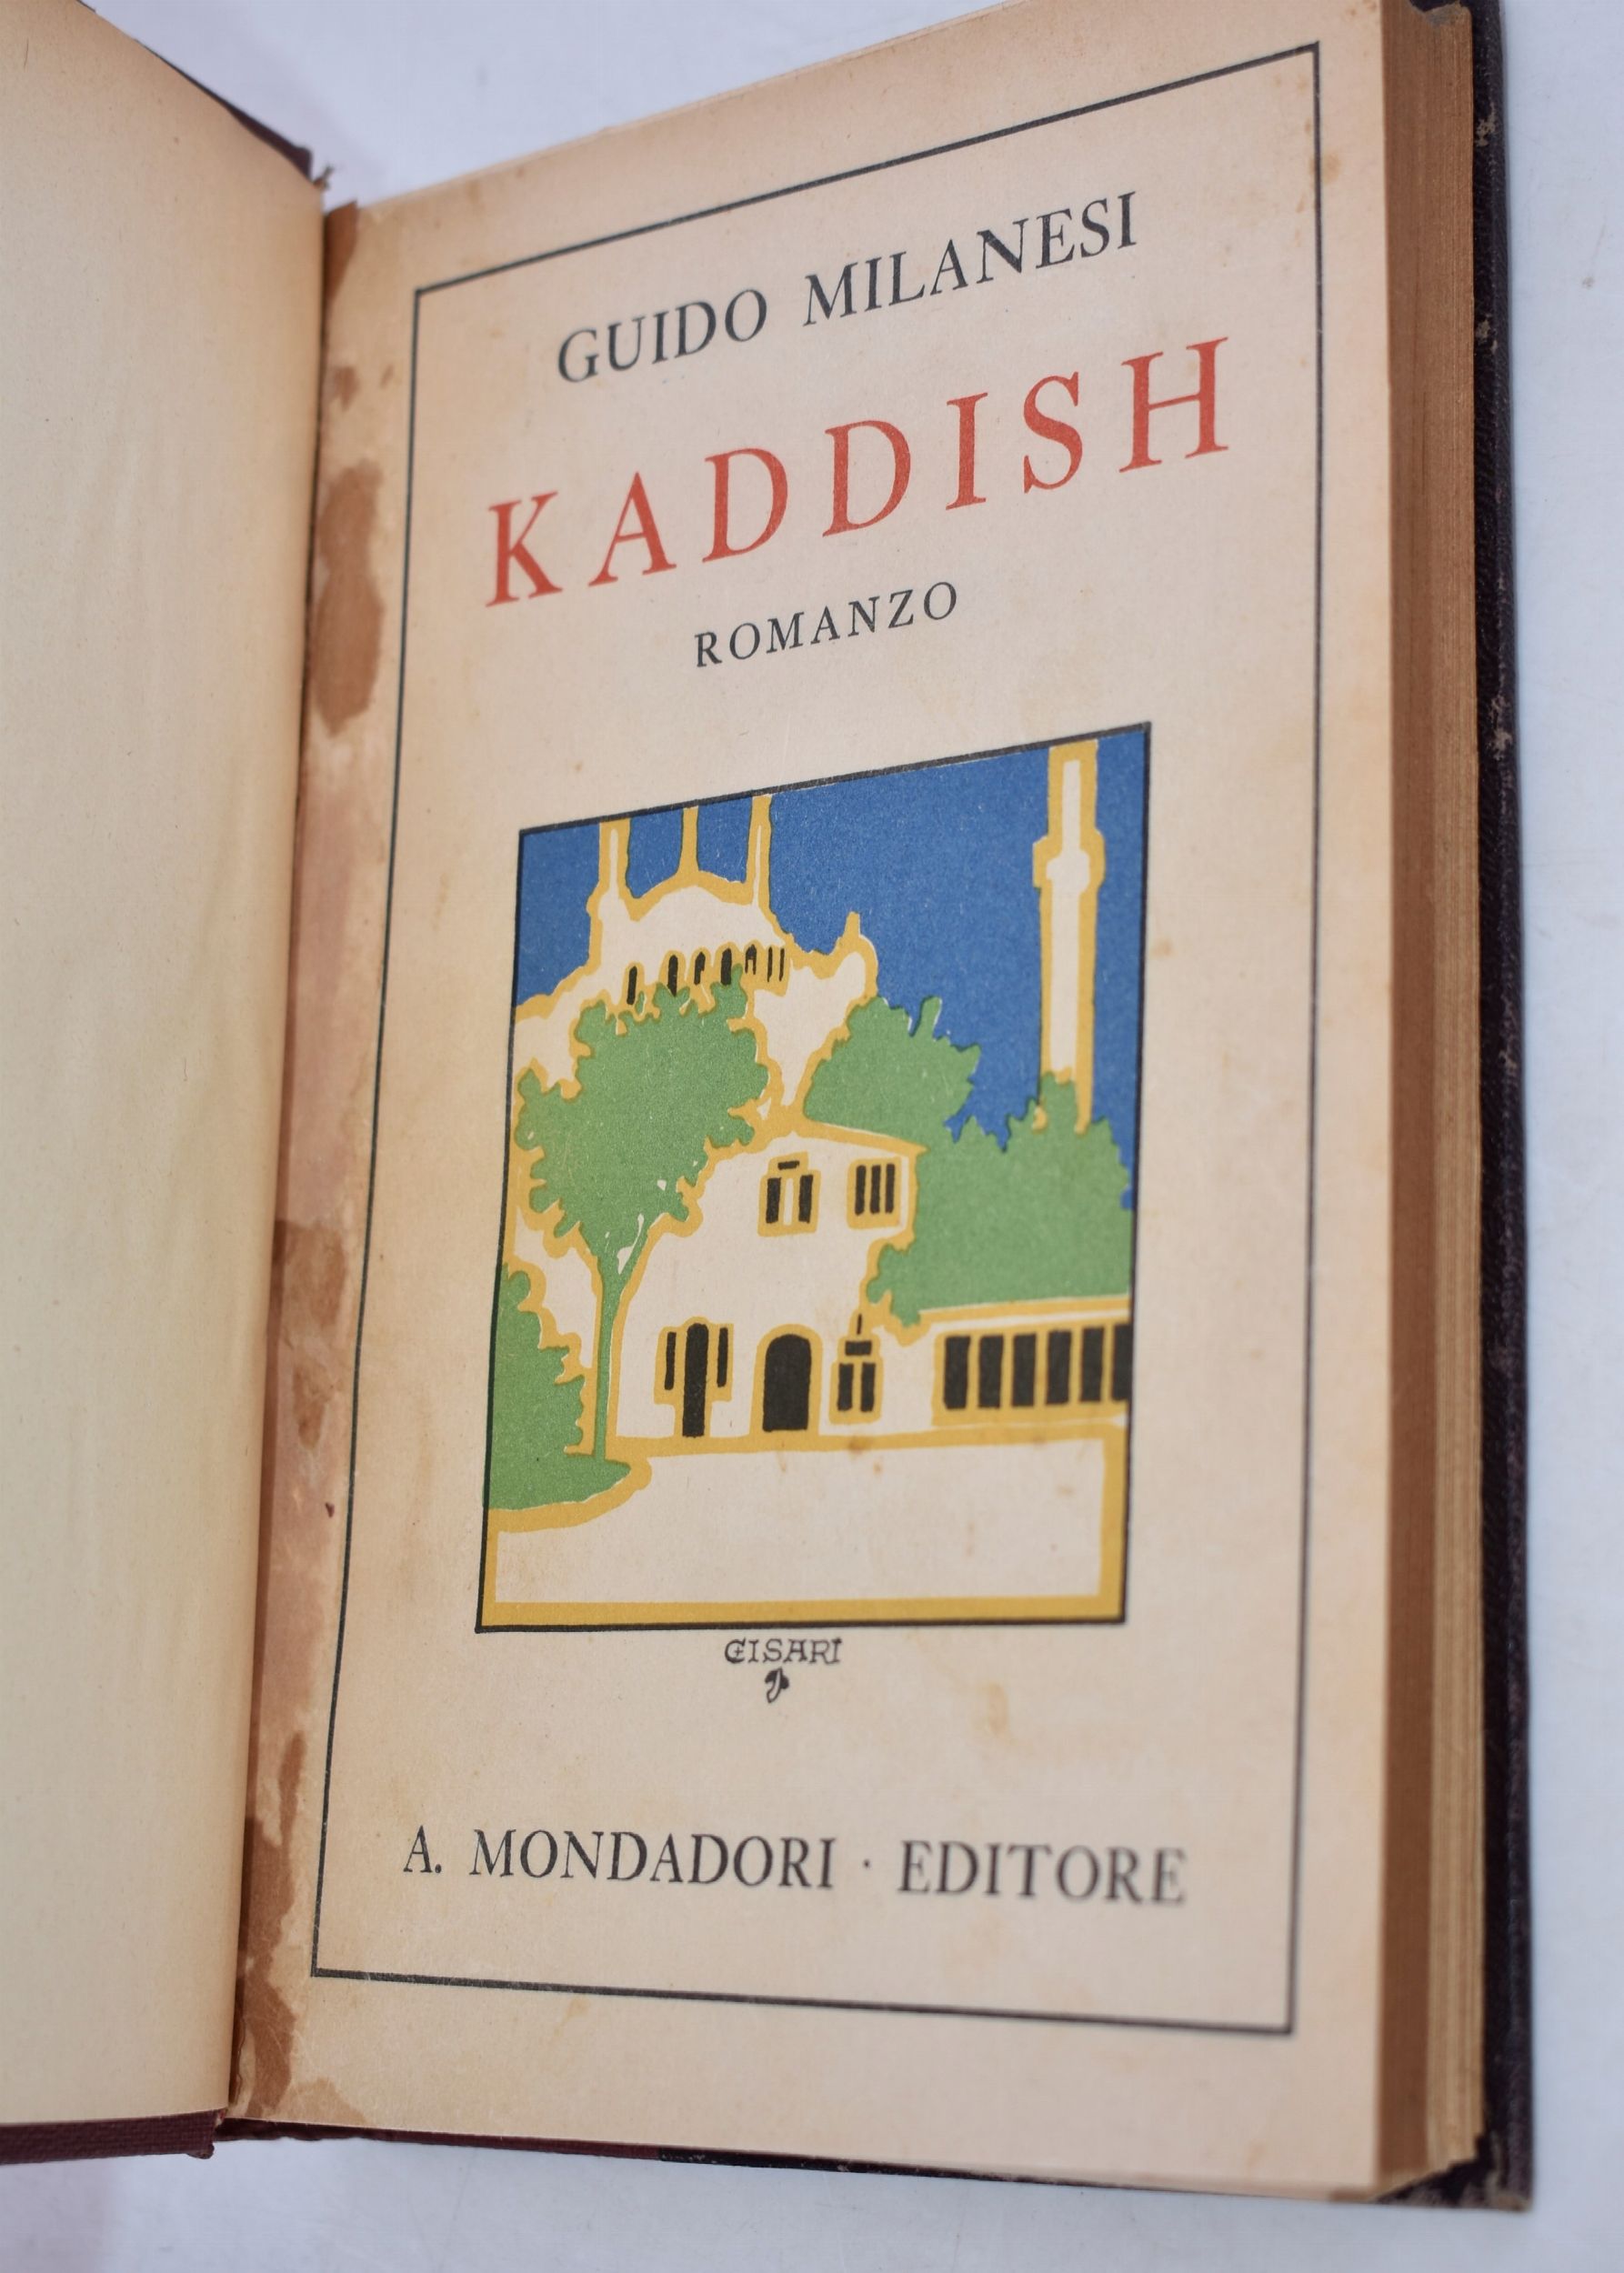 GUIDO MILANESI
KADDISH
ROMANZO
CISARI
A. MONDADORI · EDITORE